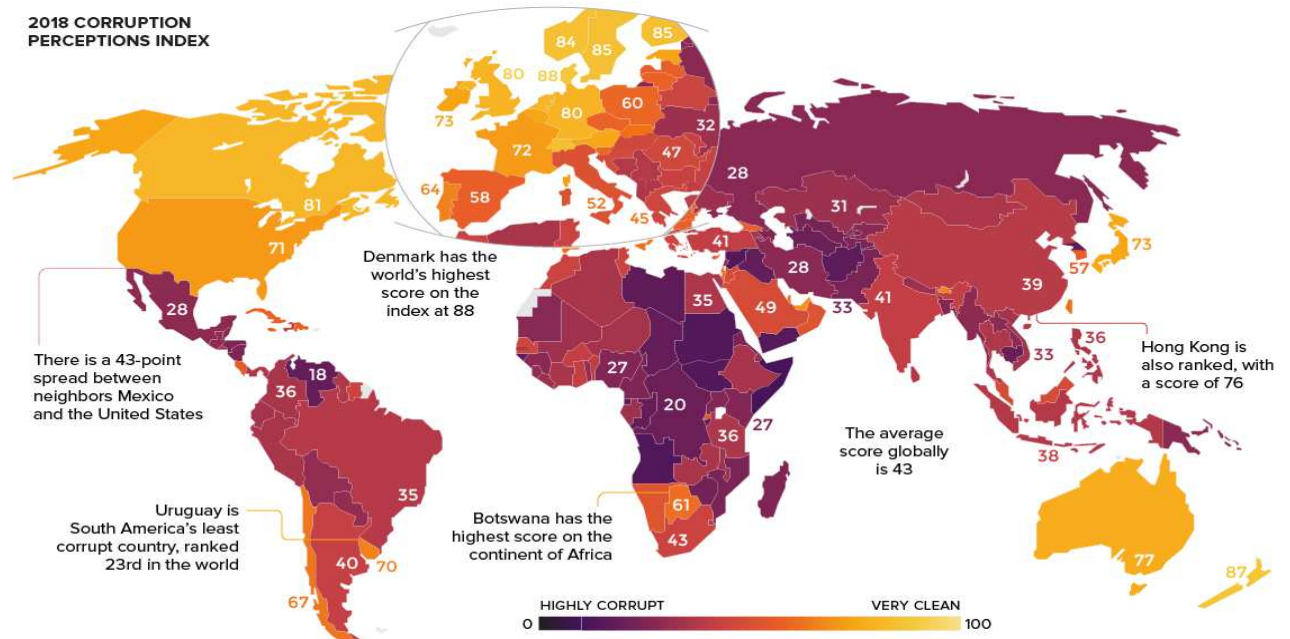 2018 CORRUPTION
PERCEPTIONS INDEX
84
85
85
80
88
73
80
60
32
72
47
64
58
52
45
81
71
28
31
41
28
33
41
39
57
73
Denmark has the
world's highest
score on the
index at 88
28
There is a 43-point
spread between
neighbors Mexico
and the United States
18
36
35
49
27
20
36
27
33
36
38
Hong Kong is
also ranked, with
a score of 76
The average
score globally
is 43
35
Uruguay is
South America's least
corrupt country, ranked
23rd in the world
40
70
67
Botswana has the
highest score on the
continent of Africa
61
43
77
87
HIGHLY CORRUPT
VERY CLEAN
0
100